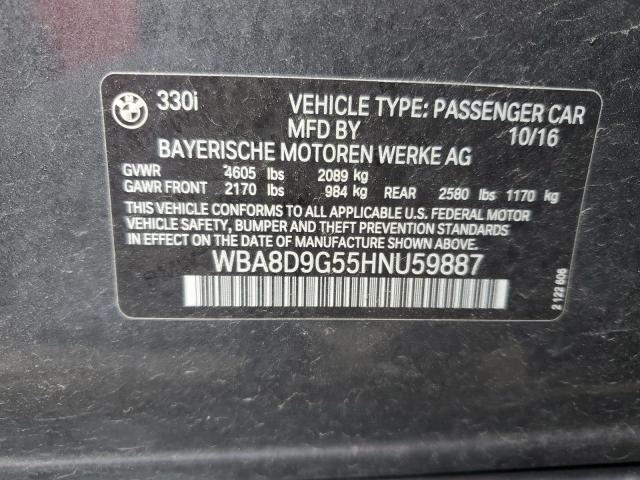 BMW
330i VEHICLE TYPE: PASSENGER CAR
MFD BY 10/16
BAYERISCHE MOTOREN WERKE AG
GVWR 4605 lbs 2089 kg
GAWR FRONT 2170 lbs 984 kg REAR 2580 lbs 1170 kg
THIS VEHICLE CONFORMS TO ALL APPLICABLE U.S. FEDERAL MOTOR
VEHICLE SAFETY, BUMPER AND THEFT PREVENTION STANDARDS
IN EFFECT ON THE DATE OF MANUFACTURE SHOWN ABOVE.
WBA8D9G55HNU59887
2 122 606